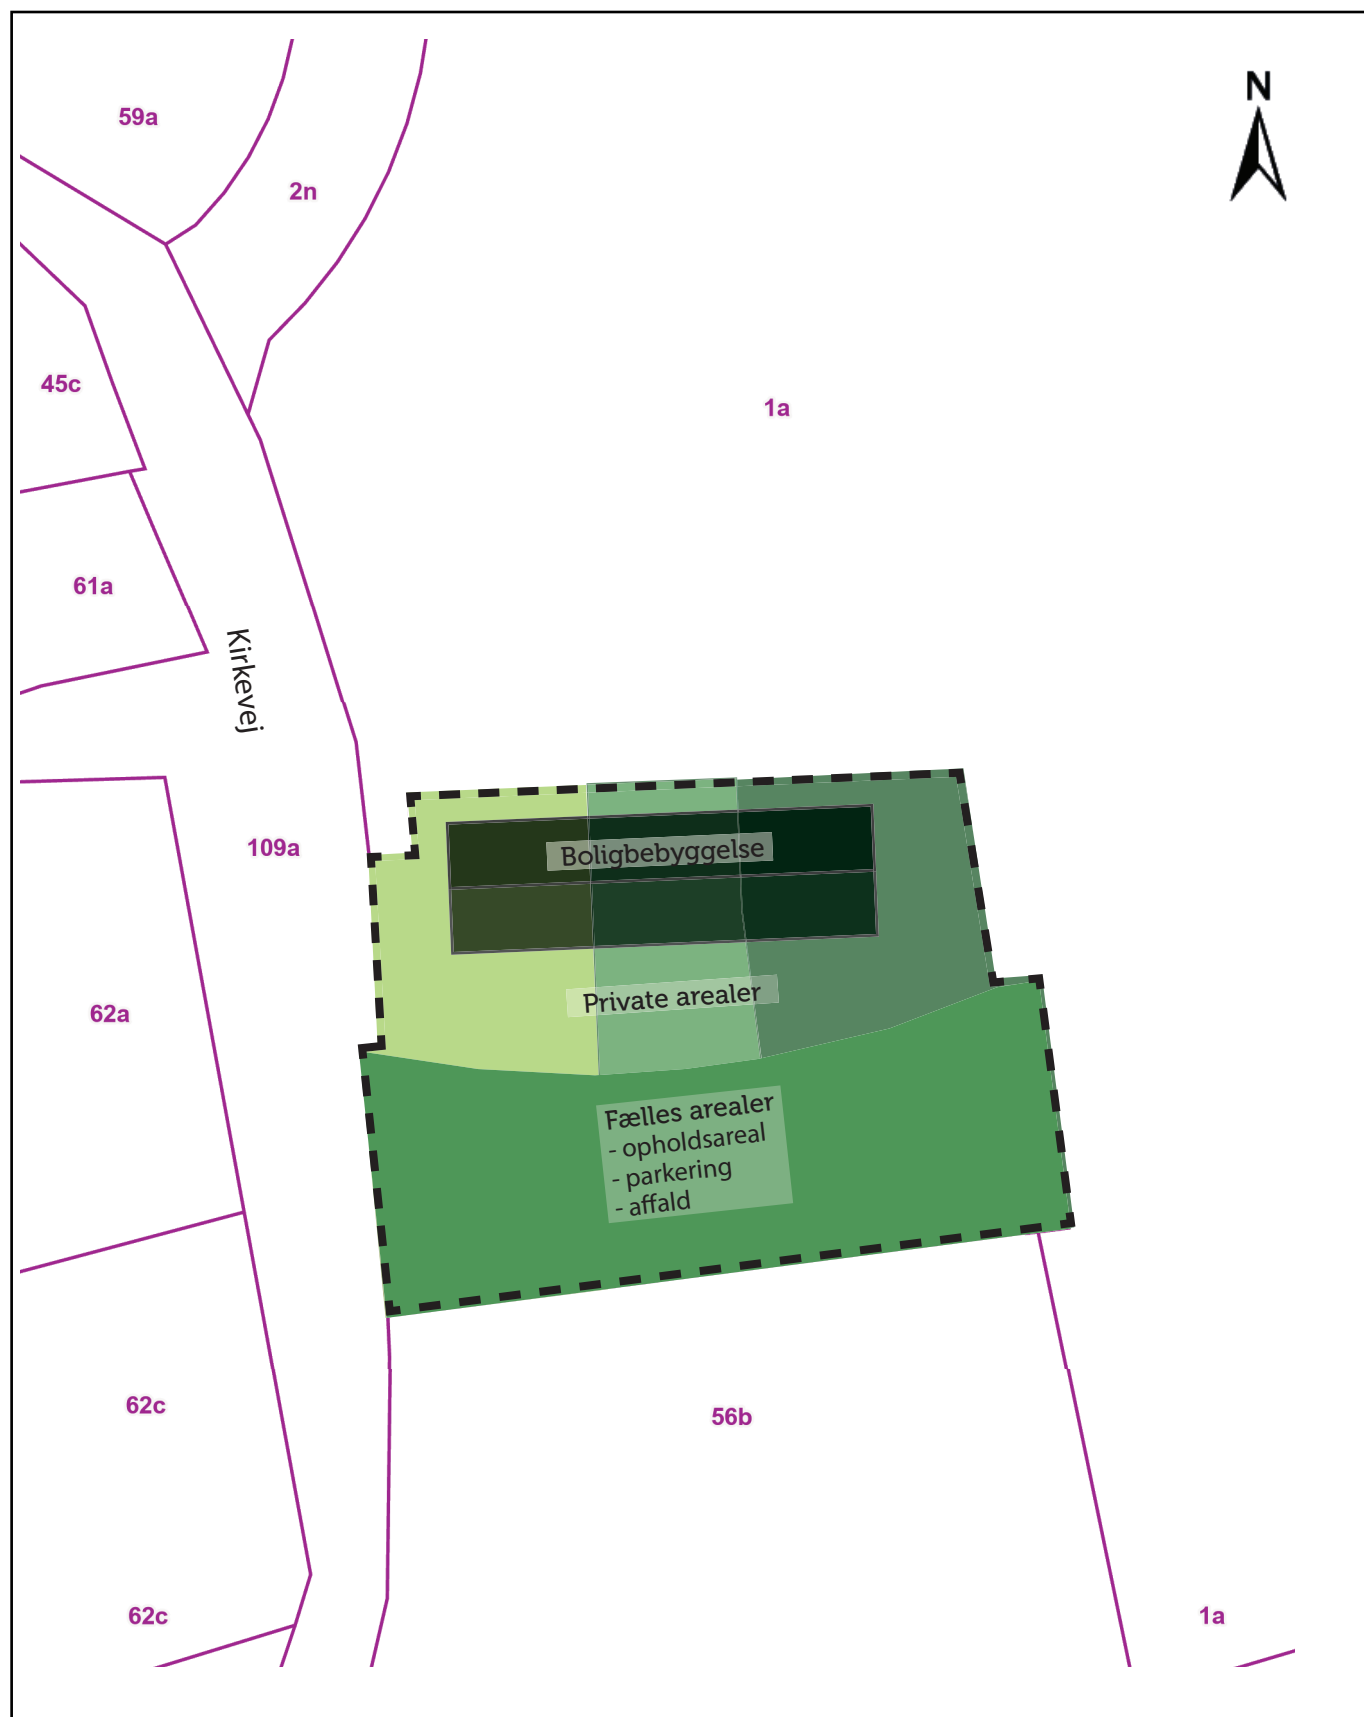 N
59a
2n
45c
1a
61a
Kirkevej
109a
Boligbebyggelse
62a
Private arealer
Fælles arealer
- opholdsareal
- parkering
- affald
62c
56b
62c
1a